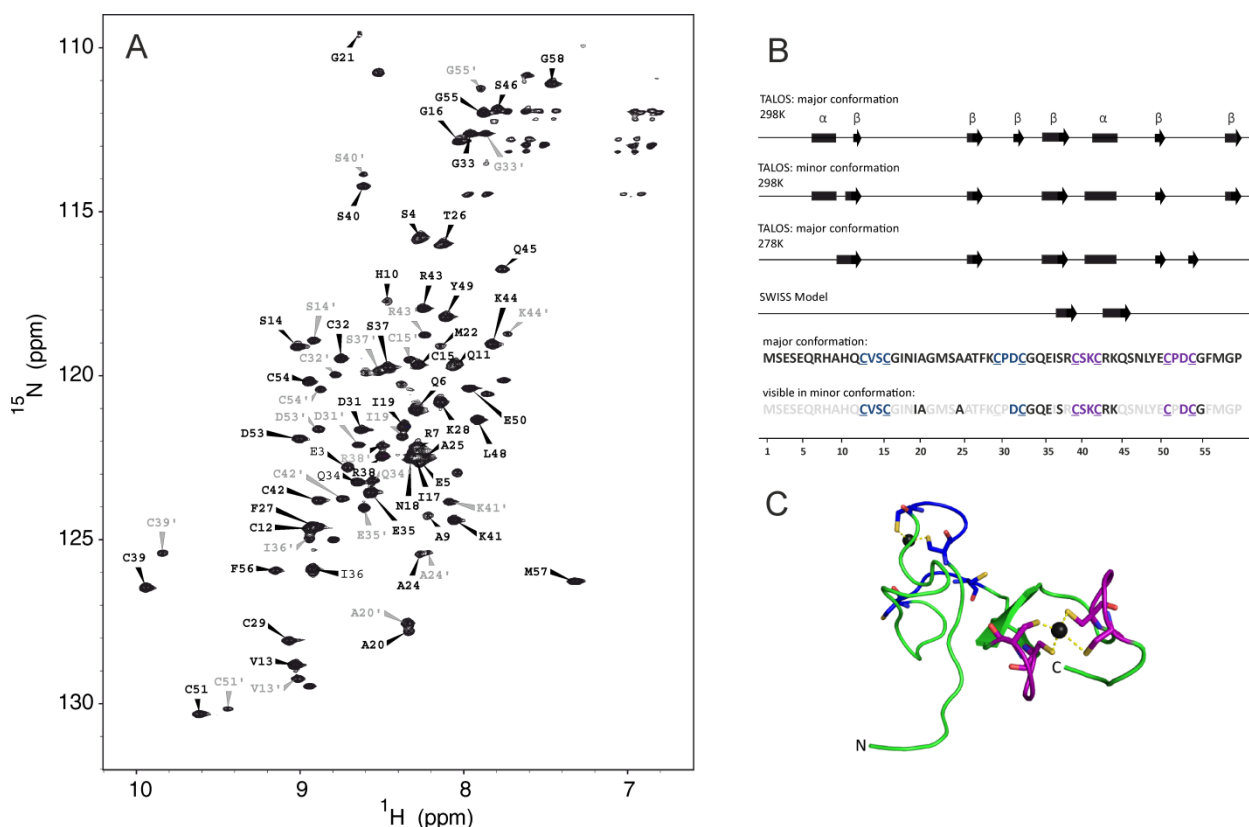 A
110
115
120
125
130
¹⁵N (ppm)
10
9
8
7
¹H (ppm)
G21
G58
G55'
G55
S46
G16
G33
G33'
S40'
S40
S4
T26
Q45
H10
R43
Y49
K44
S14'
R43'
K44'
S14
C32
S37
S37'
C15'
M22
C32'
C15
Q11
C54
C54'
Q6
E50
D31
I19
K28
D53'
D31'
I19'
L48
D53
R7
A25
E3
R38'
Q34
R38
Q34'
E5
I17
N18
C42
C42'
E35
K41'
F27
C12
E35'
A9
K41
C39'
I36'
C39
F56
I36
A24
A24'
M57
A20'
A20
C29
V13
V13'
C51'
C51
B
TALOS: major conformation
298K
α β β β β α β β
TALOS: minor conformation
298K
TALOS: major conformation
278K
SWISS Model
major conformation:
MSESEQRHAHQCVSCGINIAGMSAATFKCPDCGQEISRCSKCRKQSNLYECPDCGFMGP
visible in minor conformation:
MSESEQRHAHQCVSCGINIAGMSAATFKCPDCGQEISRCSKCRKQSNLYECPDCGFMGP
1 5 10 15 20 25 30 35 40 45 50 55
C
N
C